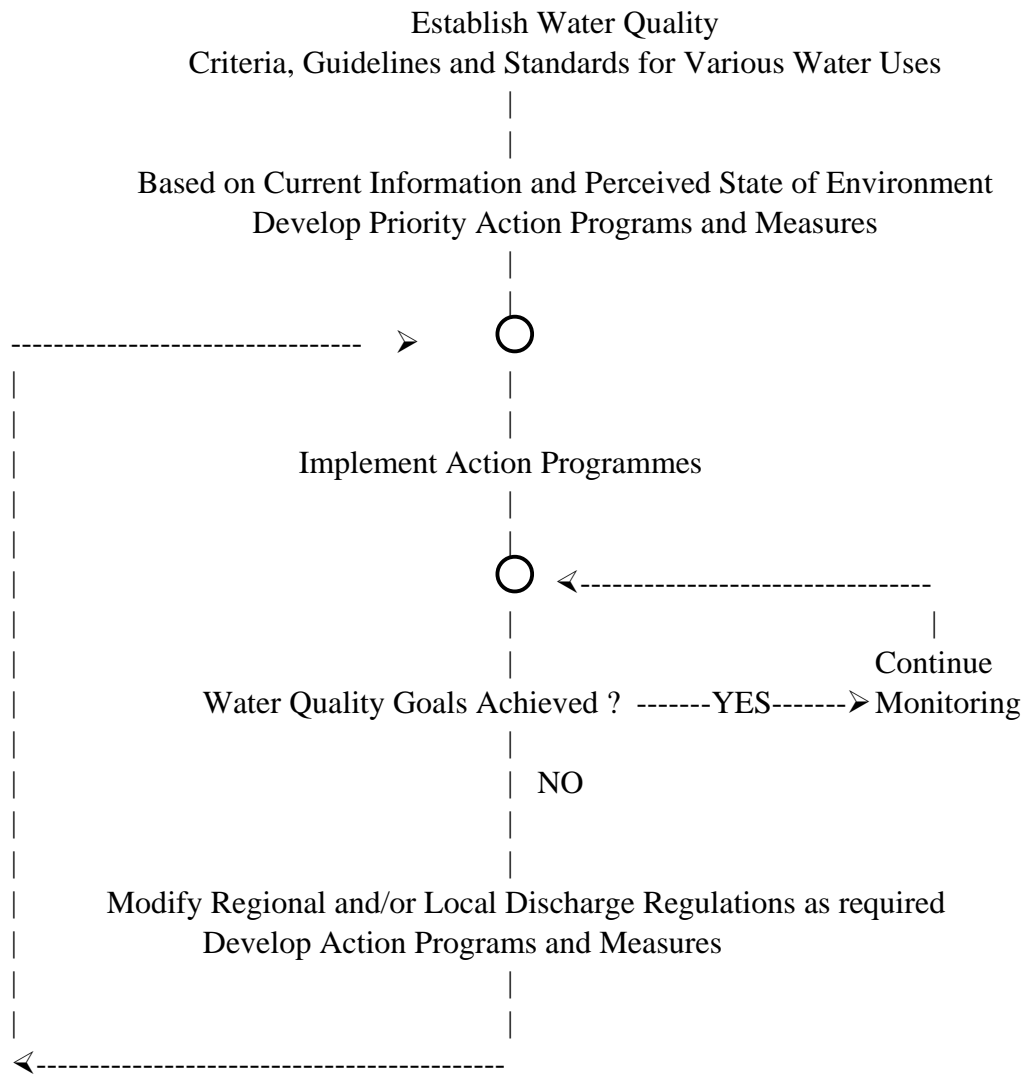 Establish Water Quality
Criteria, Guidelines and Standards for Various Water Uses
Based on Current Information and Perceived State of Environment
Develop Priority Action Programs and Measures
Implement Action Programmes
Continue
Water Quality Goals Achieved ? -------YES------- Monitoring
NO
Modify Regional and/or Local Discharge Regulations as required
Develop Action Programs and Measures